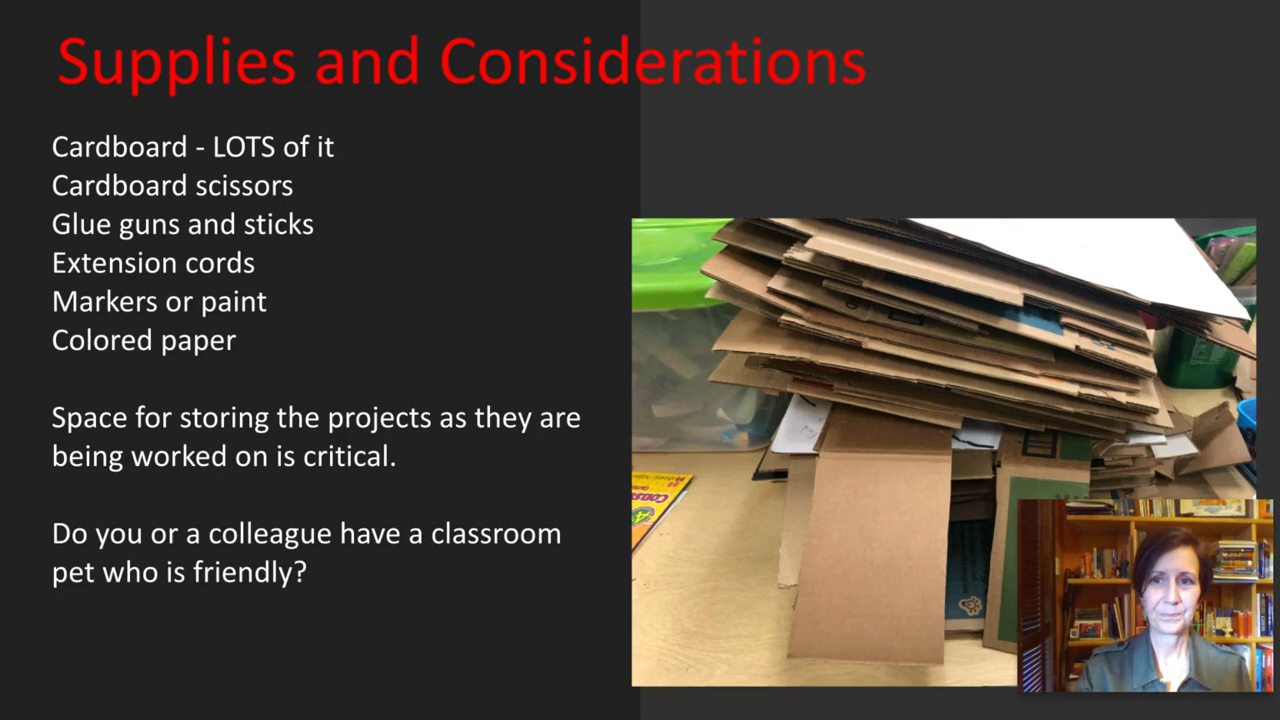 Supplies and Considerations
Cardboard - LOTS of it
Cardboard scissors
Glue guns and sticks
Extension cords
Markers or paint
Colored paper
Space for storing the projects as they are
being worked on is critical.
Do you or a colleague have a classroom
pet who is friendly?